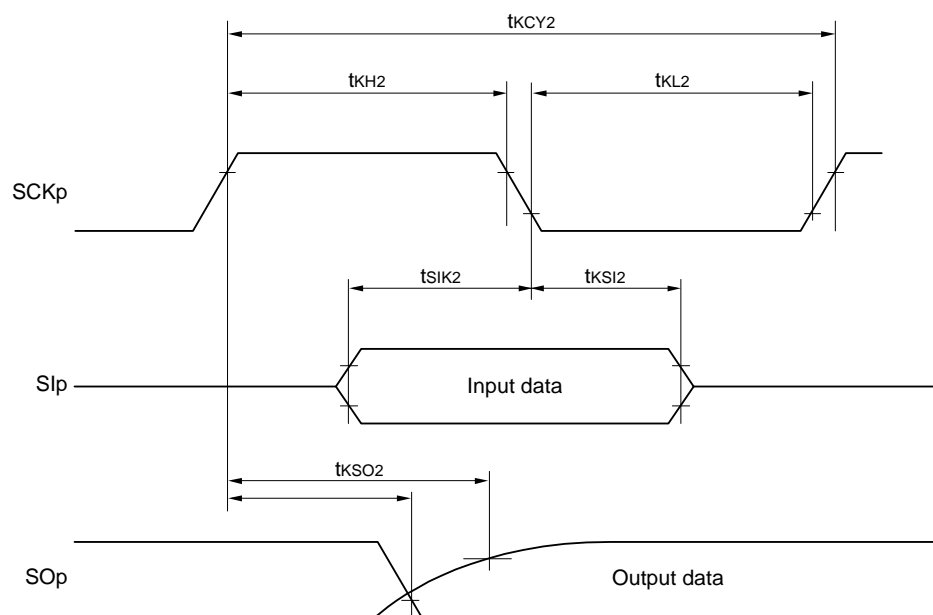 tKCY2
tKH2
tKL2
SCKp
tSIK2
tKSI2
SIp
Input data
tKSO2
SOp
Output data